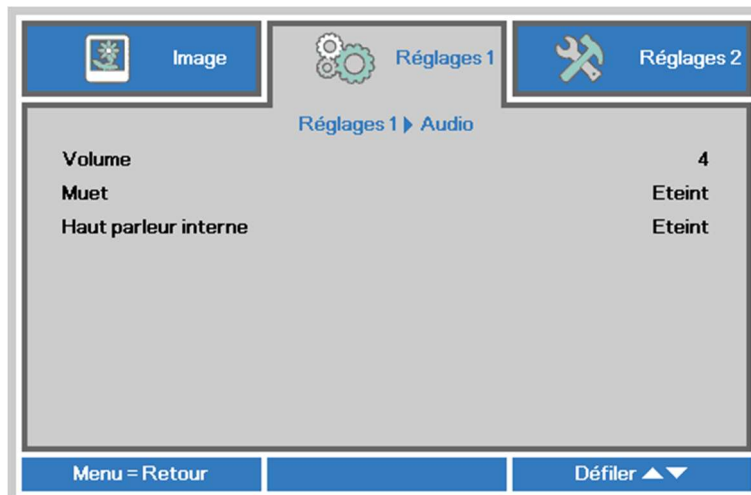 Image
Réglages 1
Réglages 2
Réglages 1 Audio
Volume 4
Muet Eteint
Haut parleur interne Eteint
Menu = Retour
Défiler ▲▼